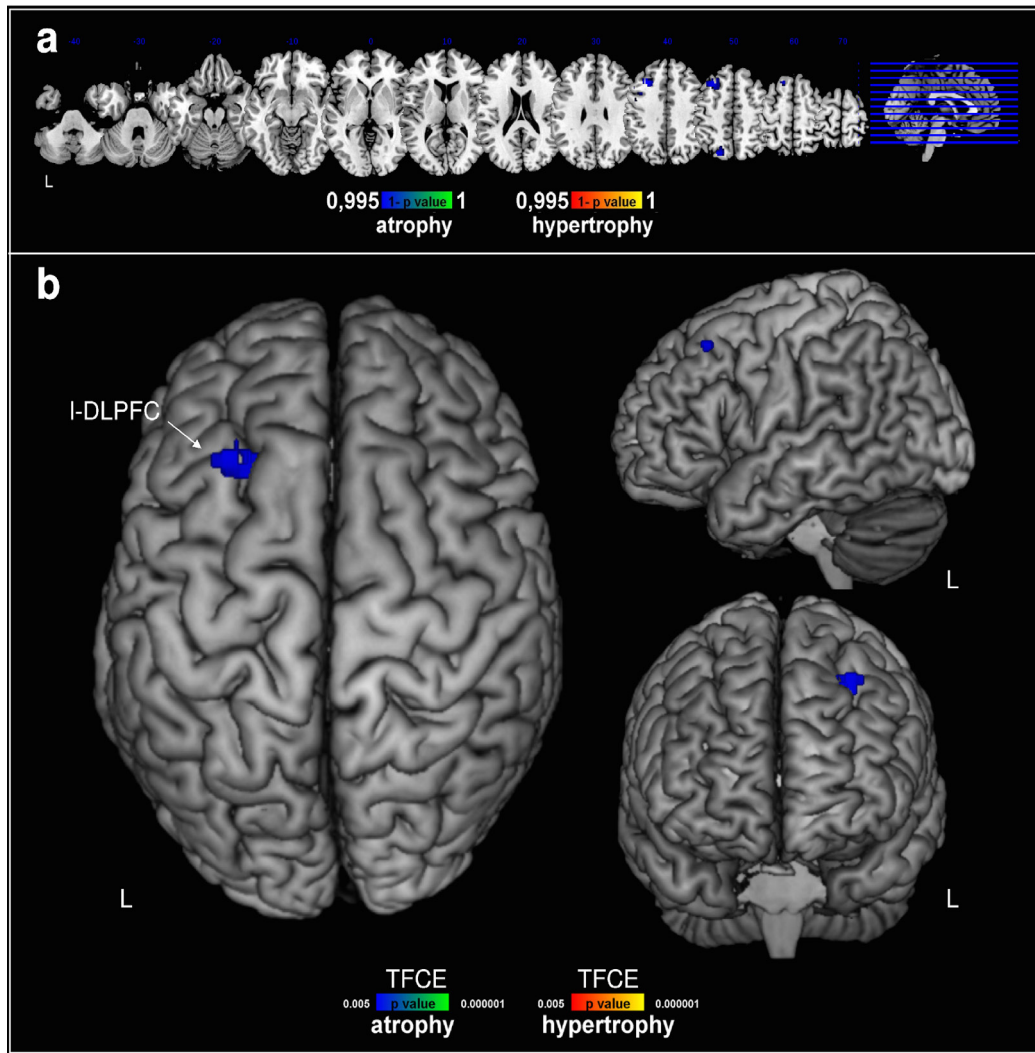 a
-40 -30 -20 -10 0 10 20 30 40 50 60 70
L
0,995 1- p value 1 0,995 1- p value 1
atrophy hypertrophy
b
l-DLPFC
L
L
L
TFCE TFCE
0.005 p value 0.000001 0.005 p value 0.000001
atrophy hypertrophy